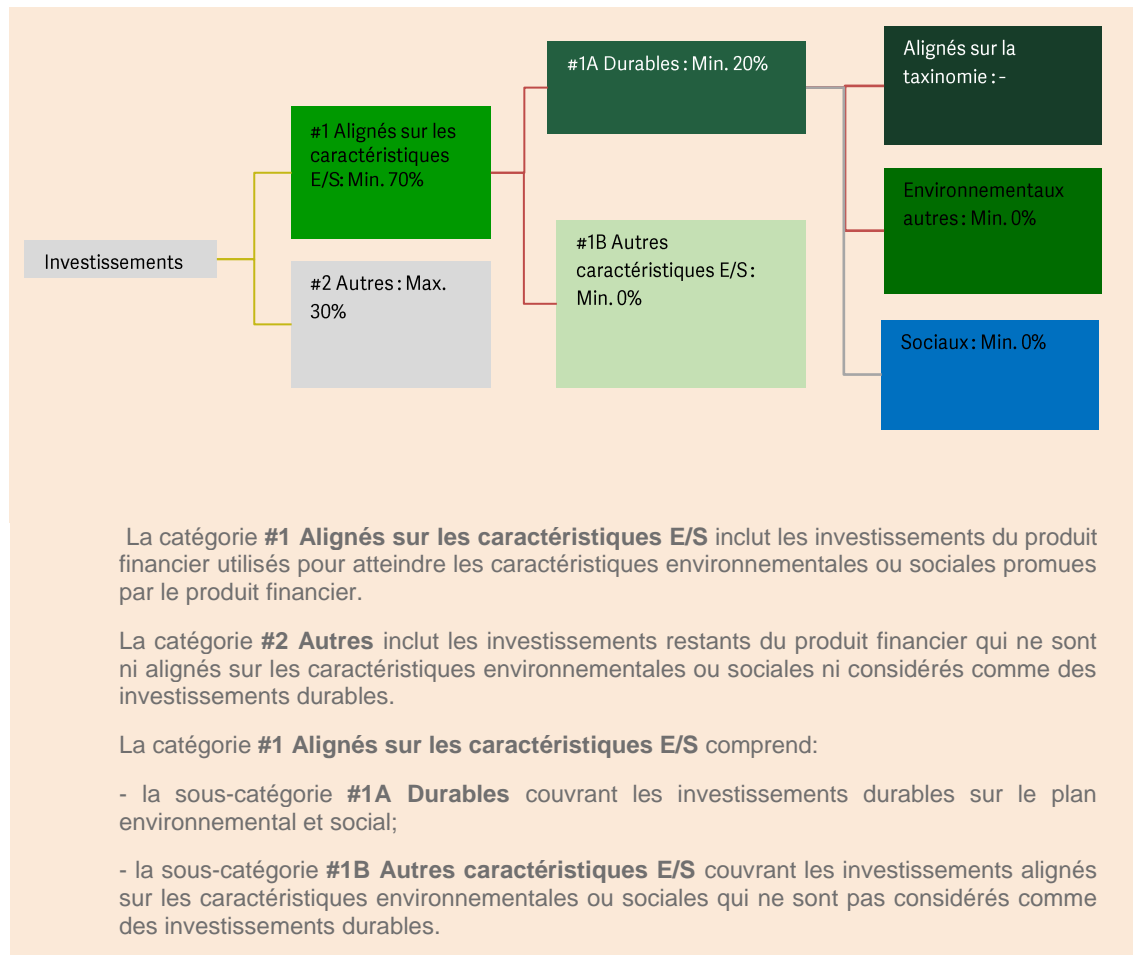 Investissements
#1 Alignés sur les
caractéristiques
E/S: Min. 70%
#2 Autres : Max.
30%
#1A Durables : Min. 20%
#1B Autres
caractéristiques E/S :
Min. 0%
Alignés sur la
taxinomie : -
Environnementaux
autres : Min. 0%
Sociaux : Min. 0%
La catégorie #1 Alignés sur les caractéristiques E/S inclut les investissements du produit
financier utilisés pour atteindre les caractéristiques environnementales ou sociales promues
par le produit financier.
La catégorie #2 Autres inclut les investissements restants du produit financier qui ne sont
ni alignés sur les caractéristiques environnementales ou sociales ni considérés comme des
investissements durables.
La catégorie #1 Alignés sur les caractéristiques E/S comprend:
- la sous-catégorie #1A Durables couvrant les investissements durables sur le plan
environnemental et social;
- la sous-catégorie #1B Autres caractéristiques E/S couvrant les investissements alignés
sur les caractéristiques environnementales ou sociales qui ne sont pas considérés comme
des investissements durables.